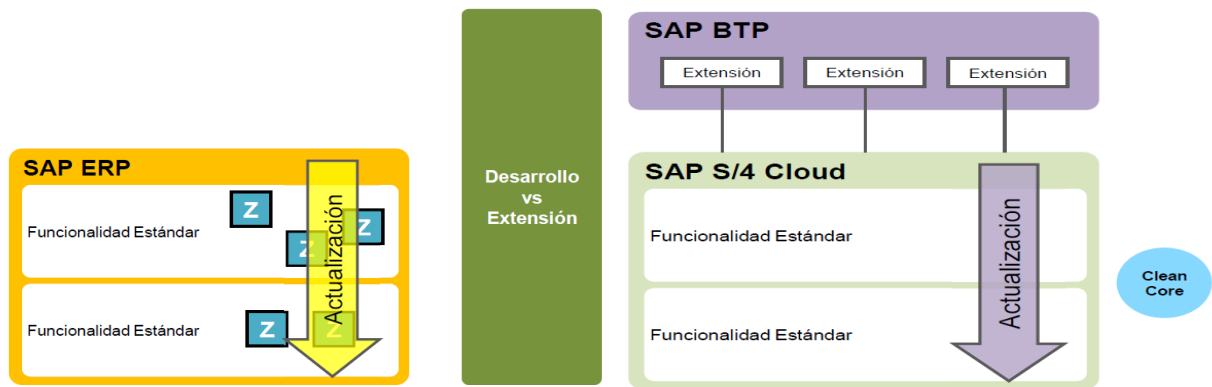 SAP ERP
Funcionalidad Estándar
Z
Z
Z
Funcionalidad Estándar
Z
Z
Actualización
Desarrollo
vs
Extensión
SAP BTP
Extensión
Extensión
Extensión
SAP S/4 Cloud
Funcionalidad Estándar
Funcionalidad Estándar
Actualización
Clean
Core